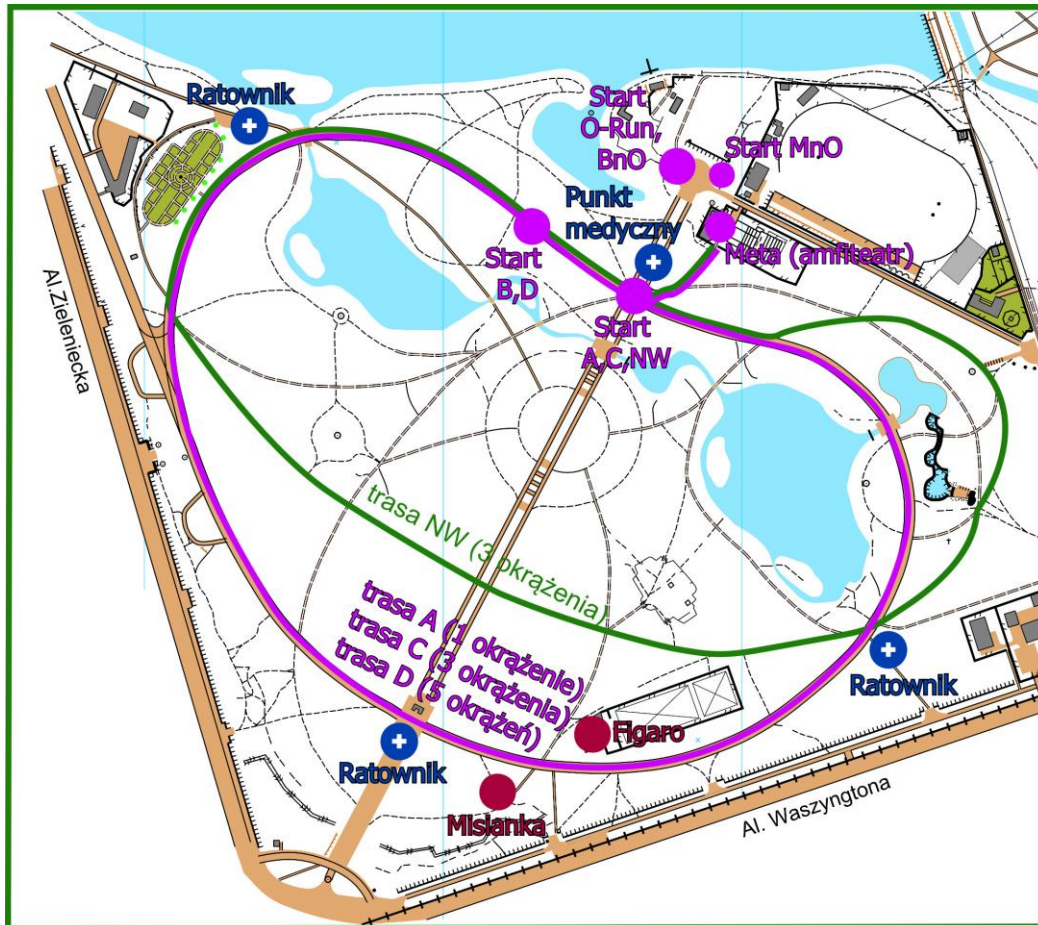 Ratownik
Start
O-Run,
BnO
Start MnO
Punkt
medyczny
Meta (amfiteatr)
Start
B,D
Start
A,C,NW
Al.Zieleniecka
trasa NW (3 okrążenia)
trasa A (1 okrążenie)
trasa C (3 okrążenia)
trasa D (5 okrążeń)
Ratownik
Figaro
Ratownik
Misianka
Al. Waszyngtona